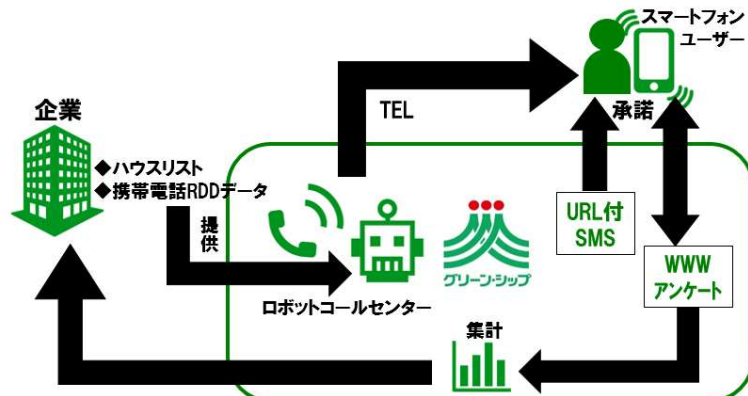 スマートフォン
ユーザー
企業
TEL
承諾
◆ハウスリスト
◆携帯電話RDDデータ
提供
URL付
SMS
グリーン・シップ
WWW
アンケート
ロボットコールセンター
集計